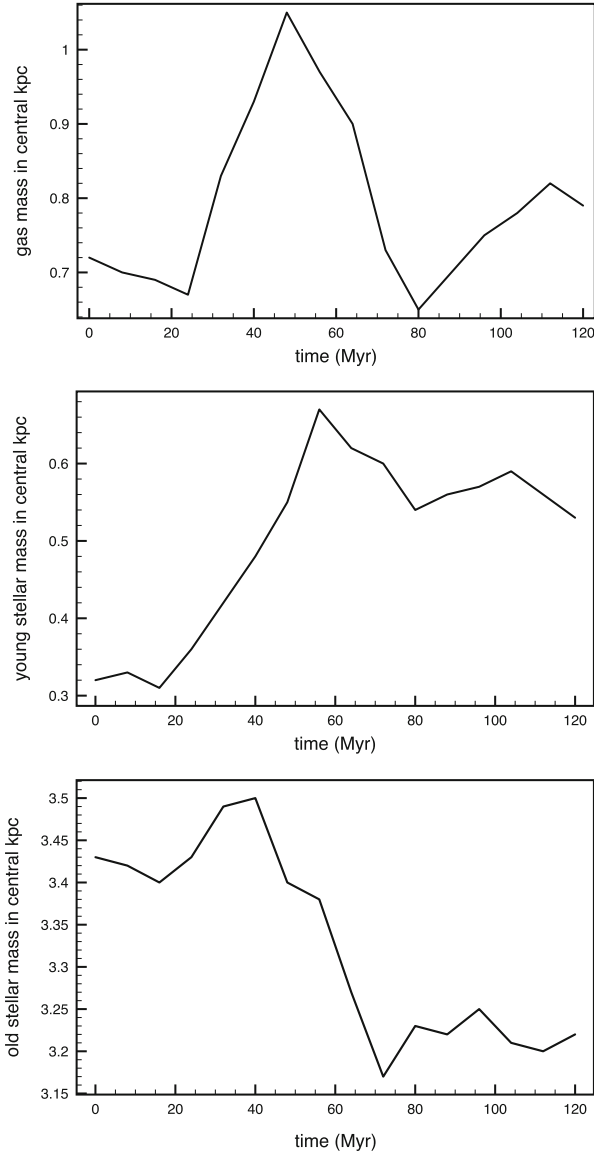 gas mass in central kpc
1
0.9
0.8
0.7
0 20 40 60 80 100 120
time (Myr)
young stellar mass in central kpc
0.6
0.5
0.4
0.3
0 20 40 60 80 100 120
time (Myr)
old stellar mass in central kpc
3.5
3.45
3.4
3.35
3.3
3.25
3.2
3.15
0 20 40 60 80 100 120
time (Myr)